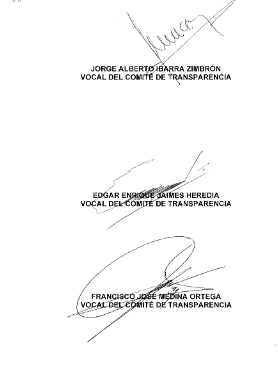 JORGE ALBERTO IBARRA ZIMBRÓN
VOCAL DEL COMITÉ DE TRANSPARENCIA
EDGAR ENRIQUE JAIMES HEREDIA
VOCAL DEL COMITÉ DE TRANSPARENCIA
FRANCISCO JOSÉ MEDINA ORTEGA
VOCAL DEL COMITÉ DE TRANSPARENCIA